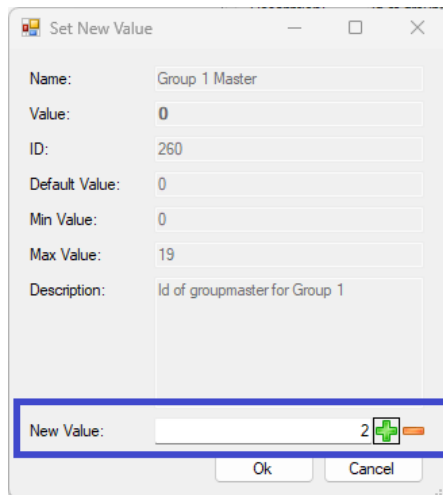 Set New Value
Name: Group 1 Master
Value: 0
ID: 260
Default Value: 0
Min Value: 0
Max Value: 19
Description: Id of groupmaster for Group 1
New Value: 2
Ok Cancel